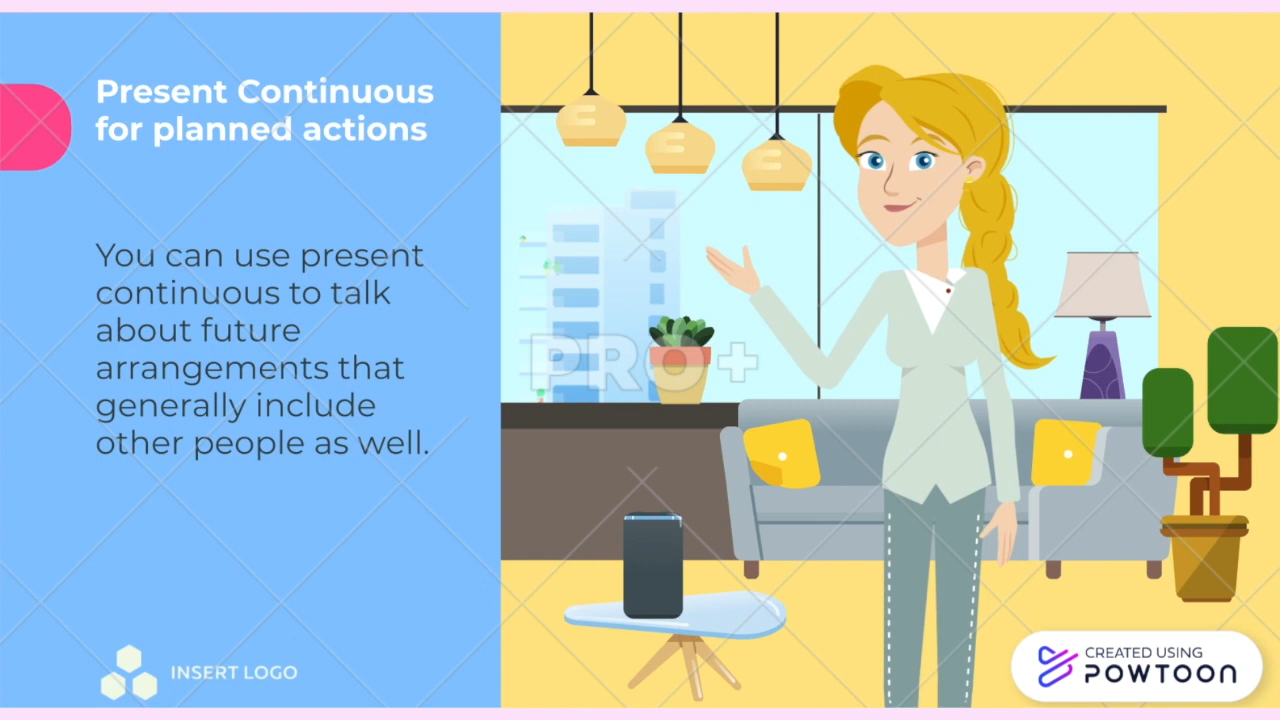 Present Continuous
for planned actions
You can use present
continuous to talk
about future
arrangements that
generally include
other people as well.
PRO+
INSERT LOGO
CREATED USING
POWTOON